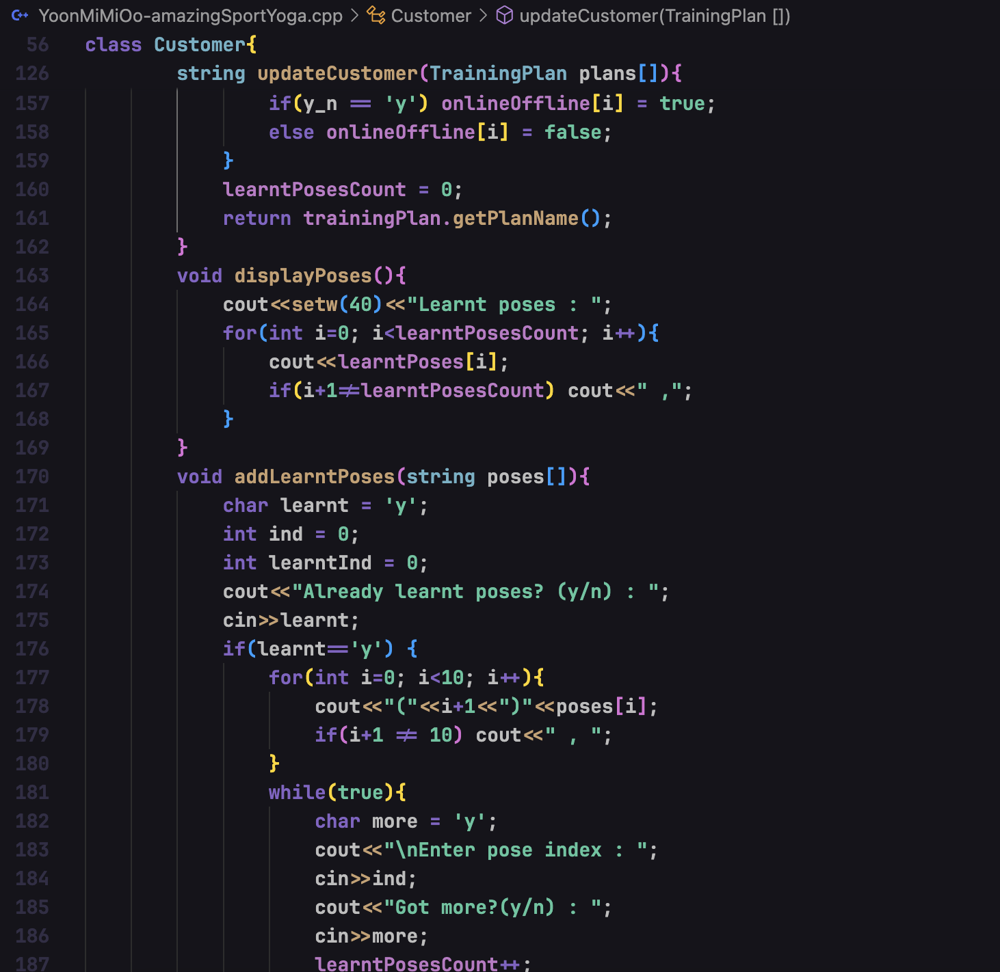 C++ YoonMiMiOo-amazingSportYoga.cpp > Customer > updateCustomer(TrainingPlan [])
56 class Customer{
126 string updateCustomer(TrainingPlan plans[]){
157 if(y_n == 'y') onlineOffline[i] = true;
158 else onlineOffline[i] = false;
159 }
160 learntPosesCount = 0;
161 return trainingPlan.getPlanName();
162 }
163 void displayPoses(){
164 cout<<setw(40)<<"Learnt poses : ";
165 for(int i=0; i<learntPosesCount; i++){
166 cout<<learntPoses[i];
167 if(i+1!=learntPosesCount) cout<<" ,";
168 }
169 }
170 void addLearntPoses(string poses[]){
171 char learnt = 'y';
172 int ind = 0;
173 int learntInd = 0;
174 cout<<"Already learnt poses? (y/n) : ";
175 cin>>learnt;
176 if(learnt=='y') {
177 for(int i=0; i<10; i++){
178 cout<<"("<<i+1<<")"<<poses[i];
179 if(i+1 != 10) cout<<" , ";
180 }
181 while(true){
182 char more = 'y';
183 cout<<"\nEnter pose index : ";
184 cin>>ind;
185 cout<<"Got more?(y/n) : ";
186 cin>>more;
187 learntPosesCount++;